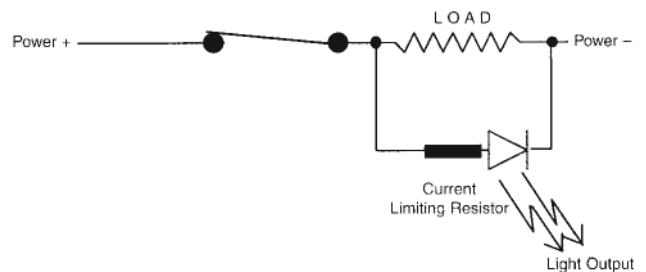 LOAD
Power +
Power –
Current
Limiting Resistor
Light Output